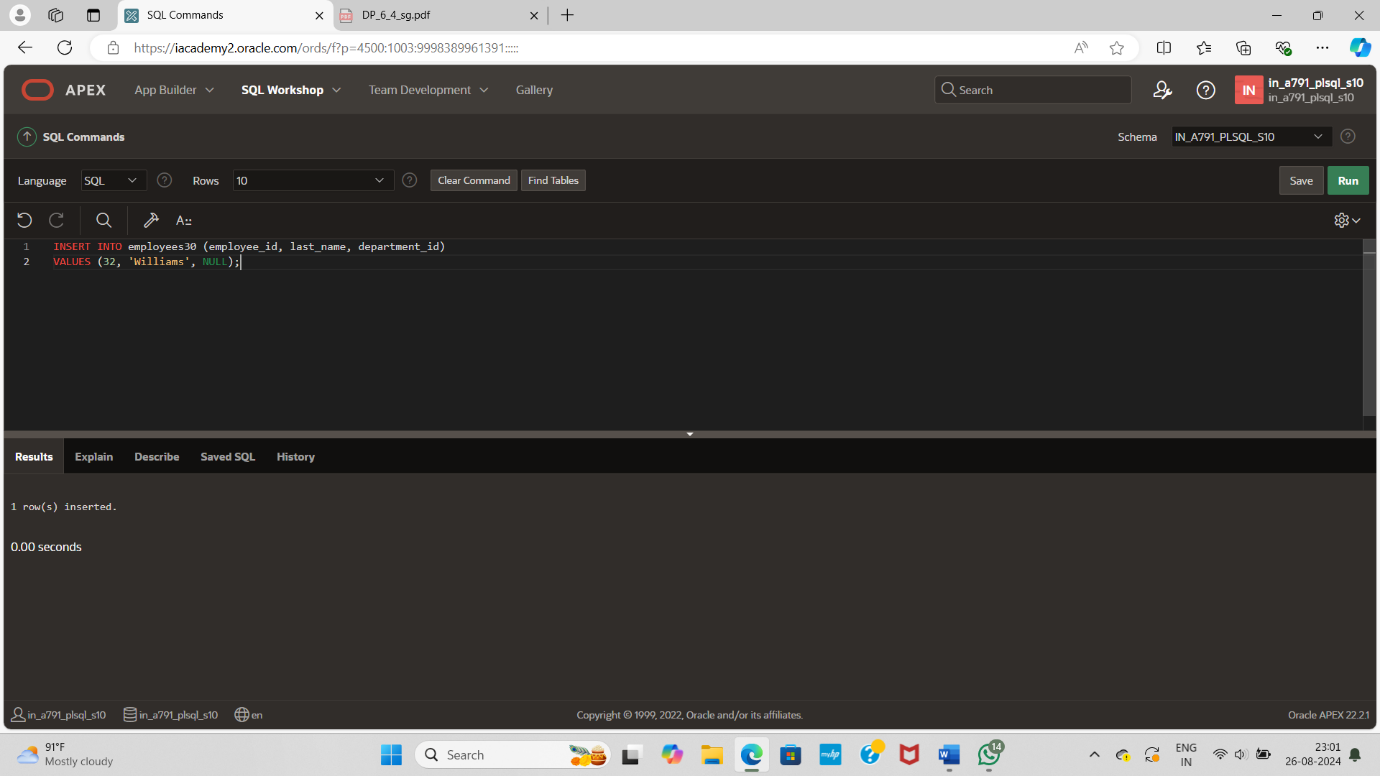 SQL Commands
DP_6_4_sg.pdf
https://iacademy2.oracle.com/ords/f?p=4500:1003:9998389961391:::::
APEX App Builder SQL Workshop Team Development Gallery Search IN in_a791_plsql_s10
in_a791_plsql_s10
SQL Commands Schema IN_A791_PLSQL_S10
Language SQL Rows 10 Clear Command Find Tables Save Run
1 INSERT INTO employees30 (employee_id, last_name, department_id)
2 VALUES (32, 'Williams', NULL);
Results Explain Describe Saved SQL History
1 row(s) inserted.
0.00 seconds
in_a791_plsql_s10 in_a791_plsql_s10 en Copyright © 1999, 2022, Oracle and/or its affiliates. Oracle APEX 22.2.1
91°F
Mostly cloudy
Search
14
ENG
IN
23:01
26-08-2024